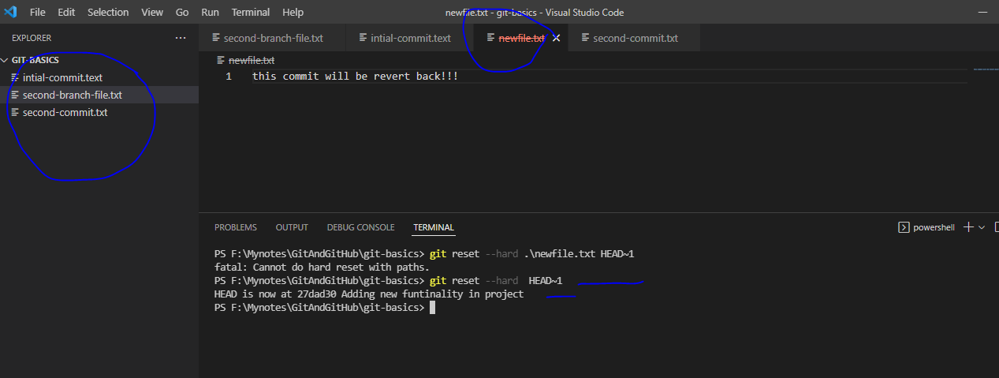 File Edit Selection View Go Run Terminal Help
newfile.txt - git-basics - Visual Studio Code
EXPLORER
second-branch-file.txt
intial-commit.text
newfile.txt
second-commit.txt
GIT-BASICS
intial-commit.text
second-branch-file.txt
second-commit.txt
newfile.txt
1 this commit will be revert back!!!
PROBLEMS OUTPUT DEBUG CONSOLE TERMINAL
powershell
PS F:\Mynotes\GitAndGitHub\git-basics> git reset --hard .\newfile.txt HEAD~1
fatal: Cannot do hard reset with paths.
PS F:\Mynotes\GitAndGitHub\git-basics> git reset --hard  HEAD~1
HEAD is now at 27dad30 Adding new funtinality in project
PS F:\Mynotes\GitAndGitHub\git-basics>